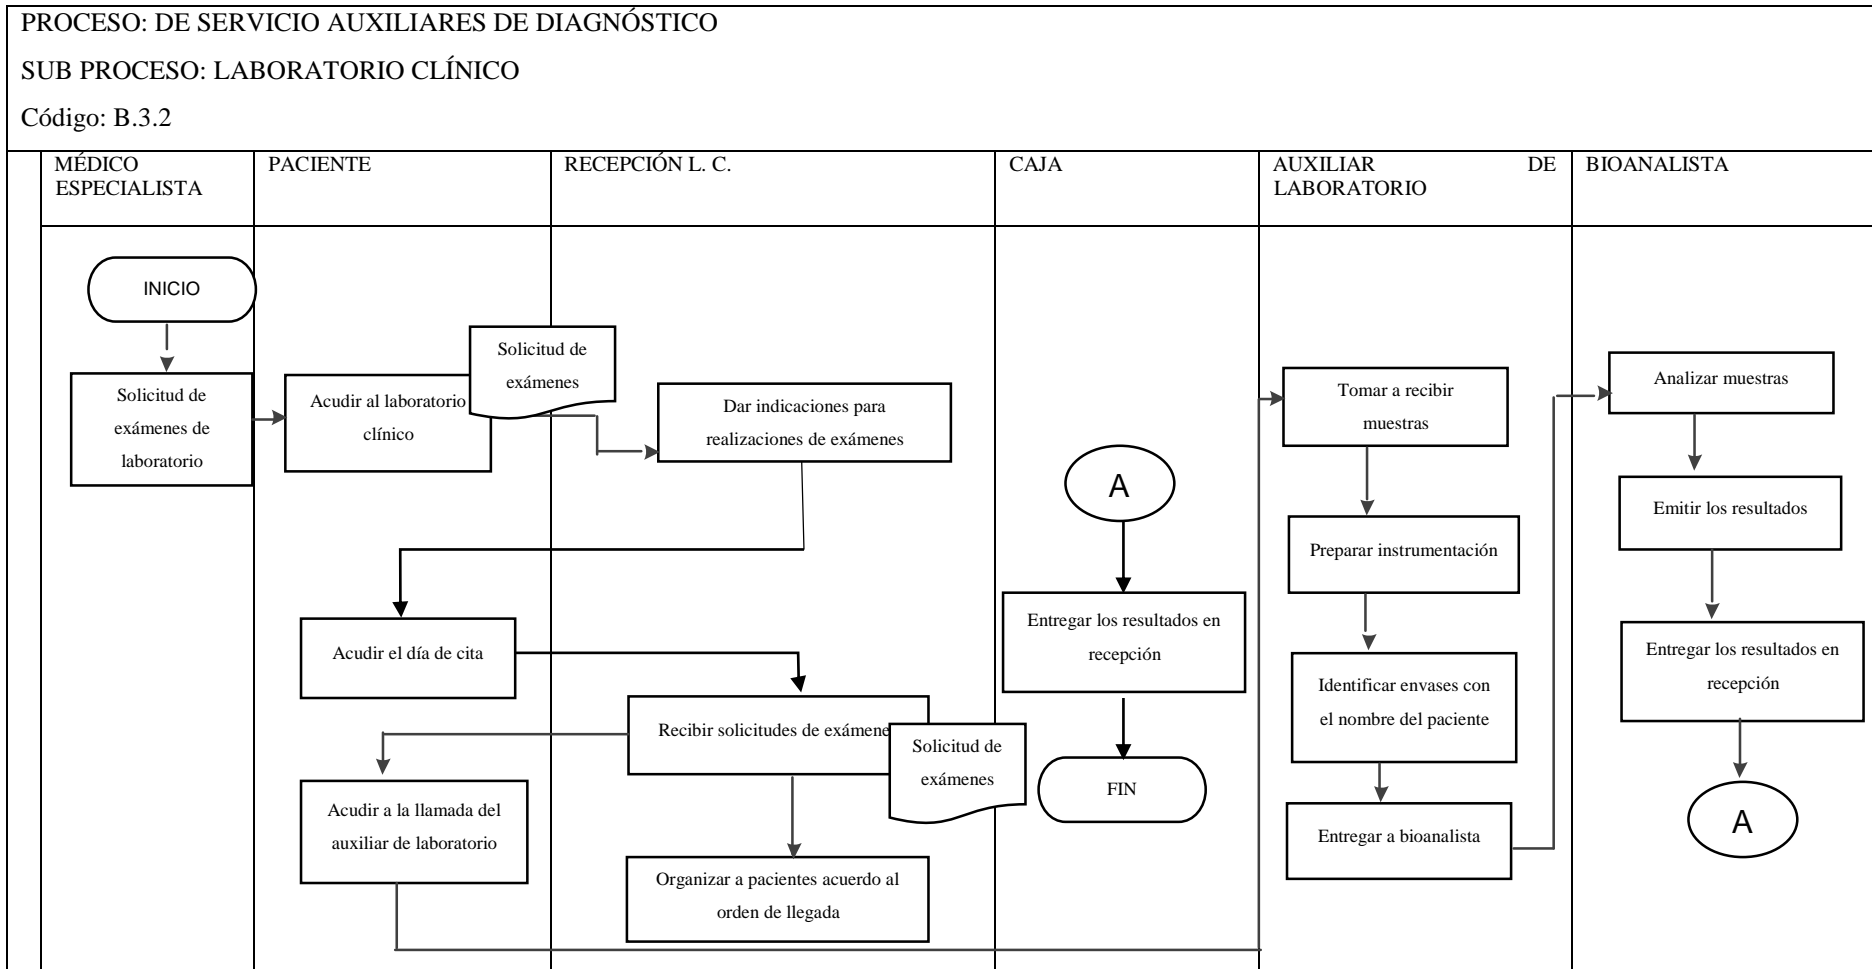 PROCESO: DE SERVICIO AUXILIARES DE DIAGNÓSTICO
SUB PROCESO: LABORATORIO CLÍNICO
Código: B.3.2
MÉDICO
ESPECIALISTA
PACIENTE
RECEPCIÓN L. C.
CAJA
AUXILIAR DE
LABORATORIO
BIOANALISTA
INICIO
Solicitud de
exámenes de
laboratorio
Acudir al laboratorio
clínico
Solicitud de
exámenes
Dar indicaciones para
realizaciones de exámenes
Acudir el día de cita
Recibir solicitudes de exámene
Solicitud de
exámenes
Acudir a la llamada del
auxiliar de laboratorio
Organizar a pacientes acuerdo al
orden de llegada
A
Entregar los resultados en
recepción
FIN
Tomar a recibir
muestras
Preparar instrumentación
Identificar envases con
el nombre del paciente
Entregar a bioanalista
Analizar muestras
Emitir los resultados
Entregar los resultados en
recepción
A